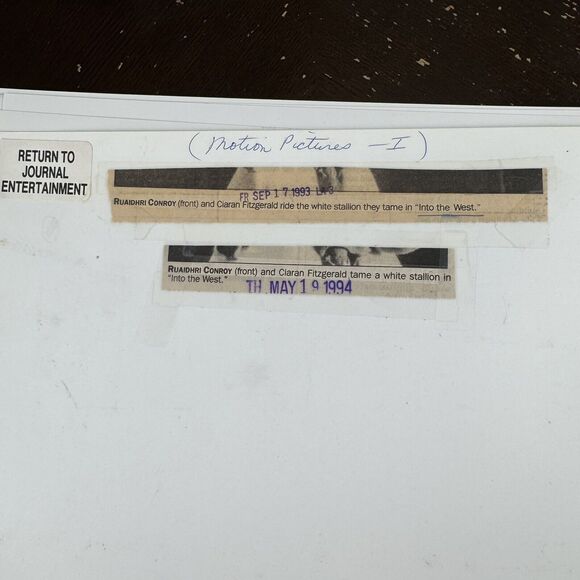 (Motion Pictures — I)
RETURN TO
JOURNAL
ENTERTAINMENT
FR SEP 17 1993 LA 3
RUAIDHRI CONROY (front) and Ciaran Fitzgerald ride the white stallion they tame in "Into the West."
RUAIDHRI CONROY (front) and Ciaran Fitzgerald tame a white stallion in
"Into the West."
TH MAY 19 1994